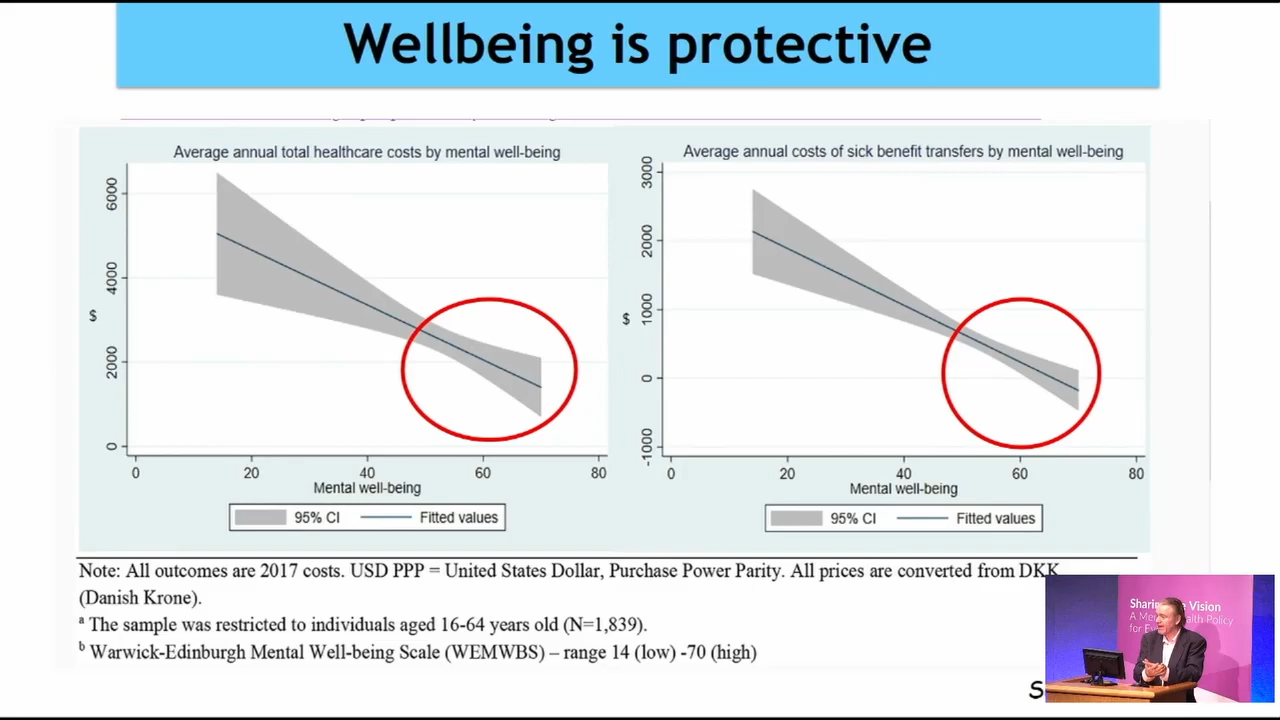 Wellbeing is protective
Average annual total healthcare costs by mental well-being
6000
4000
2000
0
$
0 20 40 60 80
Mental well-being
95% CI Fitted values
Average annual costs of sick benefit transfers by mental well-being
3000
2000
1000
0
-1000
$
0 20 40 60 80
Mental well-being
95% CI Fitted values
Note: All outcomes are 2017 costs. USD PPP = United States Dollar, Purchase Power Parity. All prices are converted from DKK
(Danish Krone).
a The sample was restricted to individuals aged 16-64 years old (N=1,839).
b Warwick-Edinburgh Mental Well-being Scale (WEMWBS) – range 14 (low) -70 (high)
Vision
A
Policy
for